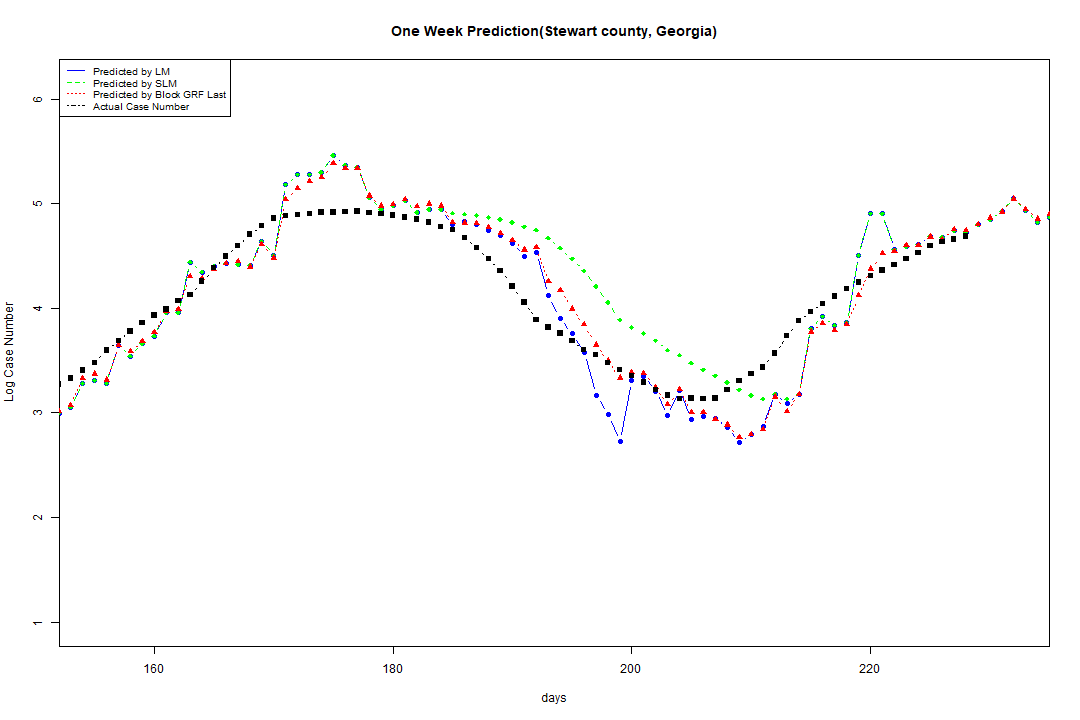 One Week Prediction(Stewart county, Georgia)
Predicted by LM
Predicted by SLM
Predicted by Block GRF Last
Actual Case Number
6
5
4
3
2
1
Log Case Number
160 180 200 220
days